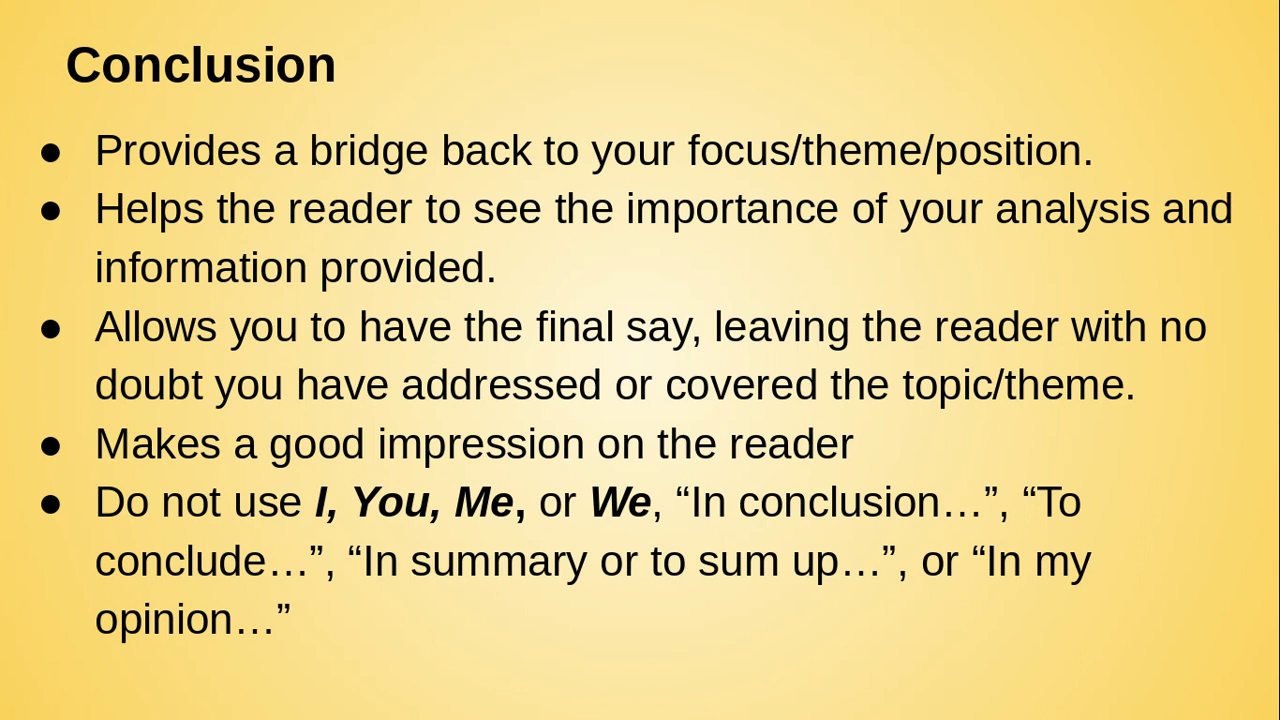 Conclusion
● Provides a bridge back to your focus/theme/position.
● Helps the reader to see the importance of your analysis and
information provided.
● Allows you to have the final say, leaving the reader with no
doubt you have addressed or covered the topic/theme.
● Makes a good impression on the reader
● Do not use I, You, Me, or We, “In conclusion…”, “To
conclude…”, “In summary or to sum up…”, or “In my
opinion…”